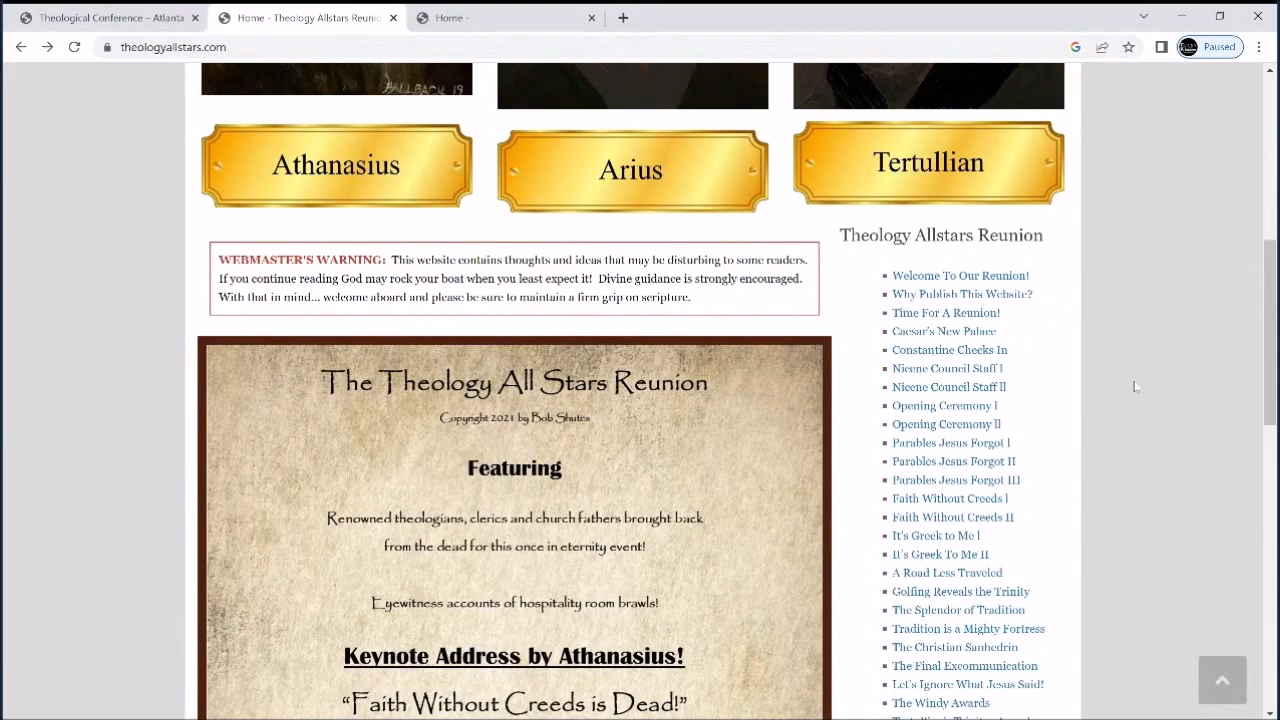 Theological Conference – Atlanta
Home - Theology Allstars Reunio
Home -
theologyallstars.com
Paused
HALLBACK 19
Athanasius
Arius
Tertullian
WEBMASTER'S WARNING: This website contains thoughts and ideas that may be disturbing to some readers.
If you continue reading God may rock your boat when you least expect it! Divine guidance is strongly encouraged.
With that in mind... welcome aboard and please be sure to maintain a firm grip on scripture.
The Theology All Stars Reunion
Copyright 2021 by Bob Shutes
Featuring
Renowned theologians, clerics and church fathers brought back
from the dead for this once in eternity event!
Eyewitness accounts of hospitality room brawls!
Keynote Address by Athanasius!
“Faith Without Creeds is Dead!”
Theology Allstars Reunion
Welcome To Our Reunion!
Why Publish This Website?
Time For A Reunion!
Caesar's New Palace
Constantine Checks In
Nicene Council Staff l
Nicene Council Staff ll
Opening Ceremony l
Opening Ceremony ll
Parables Jesus Forgot l
Parables Jesus Forgot II
Parables Jesus Forgot III
Faith Without Creeds l
Faith Without Creeds II
It's Greek to Me l
It's Greek To Me II
A Road Less Traveled
Golfing Reveals the Trinity
The Splendor of Tradition
Tradition is a Mighty Fortress
The Christian Sanhedrin
The Final Excommunication
Let's Ignore What Jesus Said!
The Windy Awards